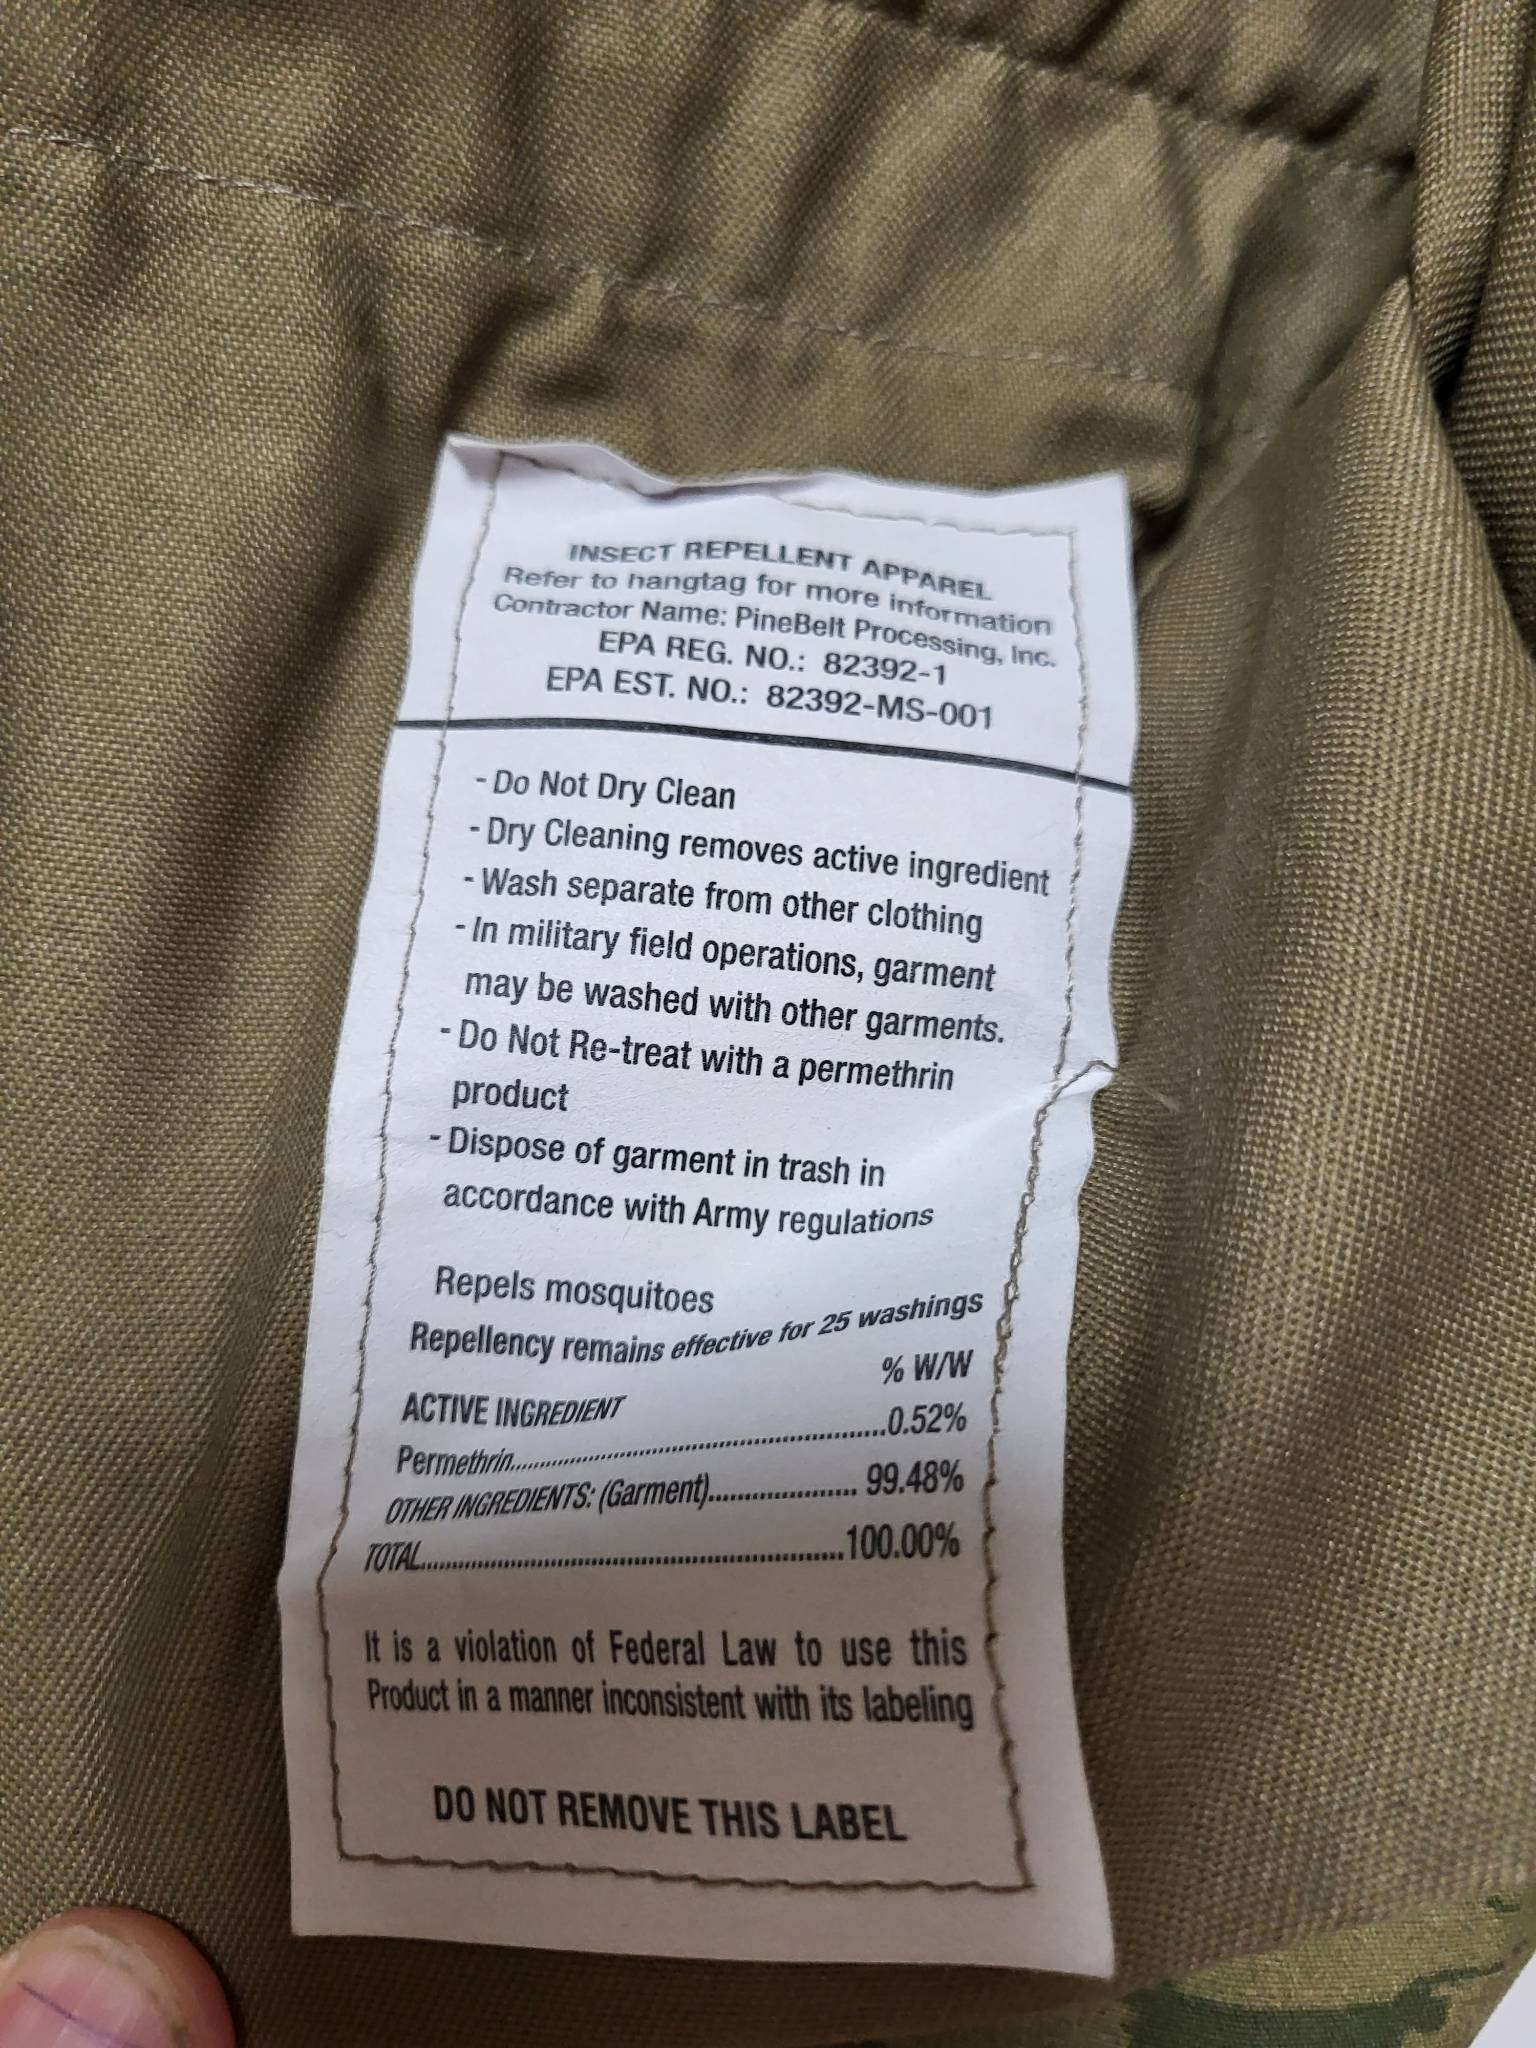 INSECT REPELLENT APPAREL
Refer to hangtag for more information
Contractor Name: PineBelt Processing, Inc.
EPA REG. NO.: 82392-1
EPA EST. NO.: 82392-MS-001
- Do Not Dry Clean
- Dry Cleaning removes active ingredient
- Wash separate from other clothing
- In military field operations, garment
may be washed with other garments.
- Do Not Re-treat with a permethrin
product
- Dispose of garment in trash in
accordance with Army regulations
Repels mosquitoes
Repellency remains effective for 25 washings
% W/W
ACTIVE INGREDIENT
Permethrin..........................................0.52%
OTHER INGREDIENTS: (Garment)..................... 99.48%
TOTAL..........................................................100.00%
It is a violation of Federal Law to use this
Product in a manner inconsistent with its labeling
DO NOT REMOVE THIS LABEL